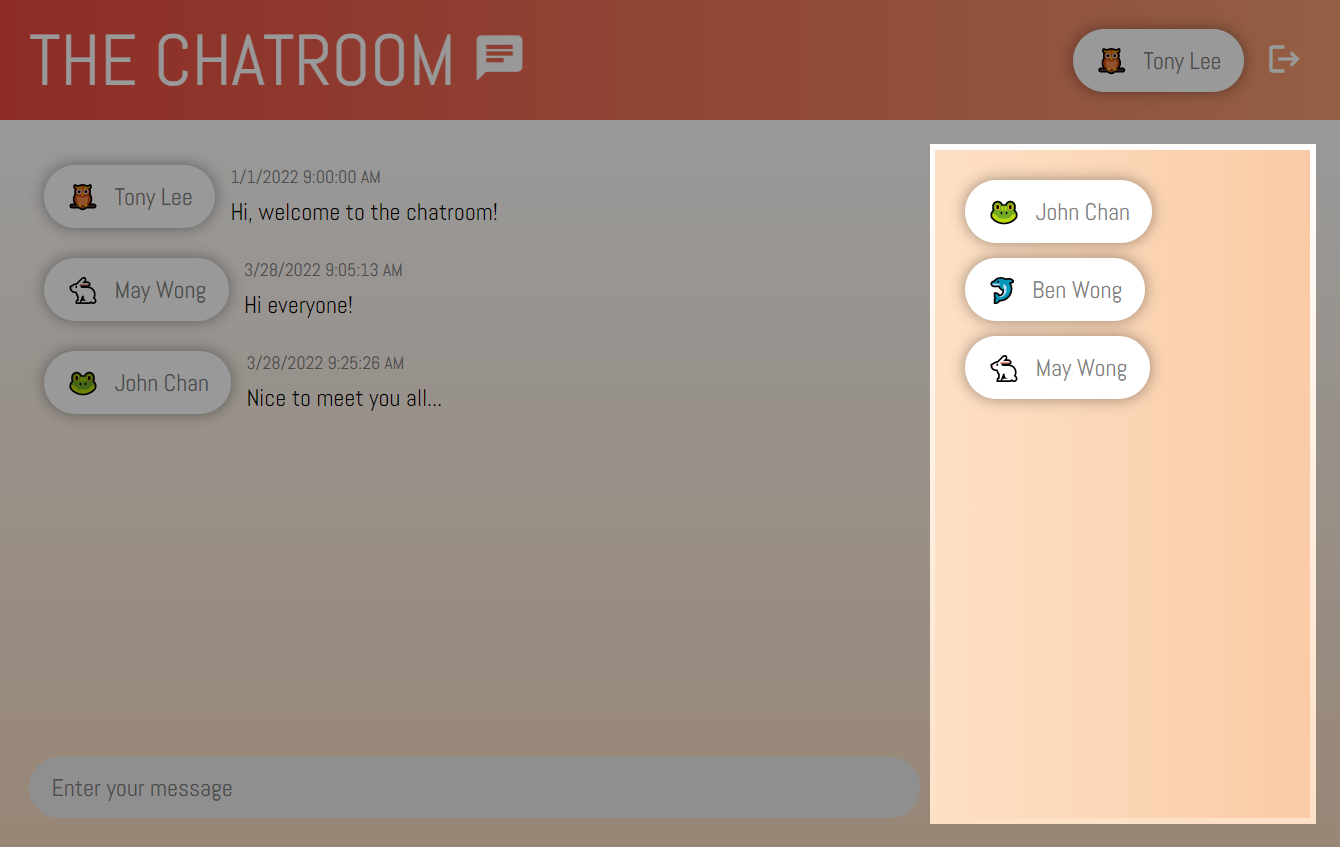 THE CHATROOM
Tony Lee
Tony Lee
1/1/2022 9:00:00 AM
Hi, welcome to the chatroom!
May Wong
3/28/2022 9:05:13 AM
Hi everyone!
John Chan
3/28/2022 9:25:26 AM
Nice to meet you all...
Enter your message
John Chan
Ben Wong
May Wong